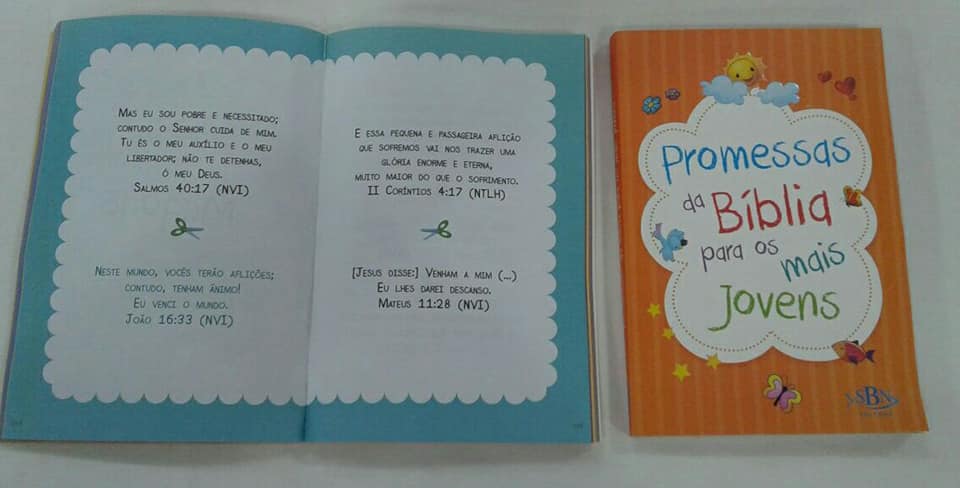 MAS EU SOU POBRE E NECESSITADO;
CONTUDO O SENHOR CUIDA DE MIM.
TU ÉS O MEU AUXÍLIO E O MEU
LIBERTADOR; NÃO TE DETENHAS,
Ó MEU DEUS.
SALMOS 40:17 (NVI)
NESTE MUNDO, VOCÊS TERÃO AFLIÇÕES;
CONTUDO, TENHAM ÂNIMO!
EU VENCI O MUNDO.
JOÃO 16:33 (NVI)
E ESSA PEQUENA E PASSAGEIRA AFLIÇÃO
QUE SOFREMOS VAI NOS TRAZER UMA
GLÓRIA ENORME E ETERNA,
MUITO MAIOR DO QUE O SOFRIMENTO.
II CORÍNTIOS 4:17 (NTLH)
[JESUS DISSE:] VENHAM A MIM (...)
EU LHES DAREI DESCANSO.
MATEUS 11:28 (NVI)
Promessas
da Bíblia
para os mais
Jovens
SBN